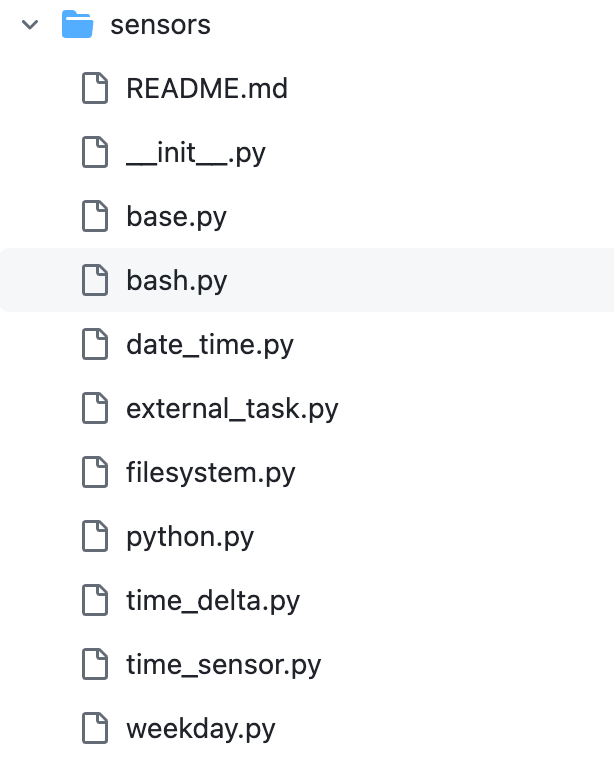 sensors
README.md
__init__.py
base.py
bash.py
date_time.py
external_task.py
filesystem.py
python.py
time_delta.py
time_sensor.py
weekday.py